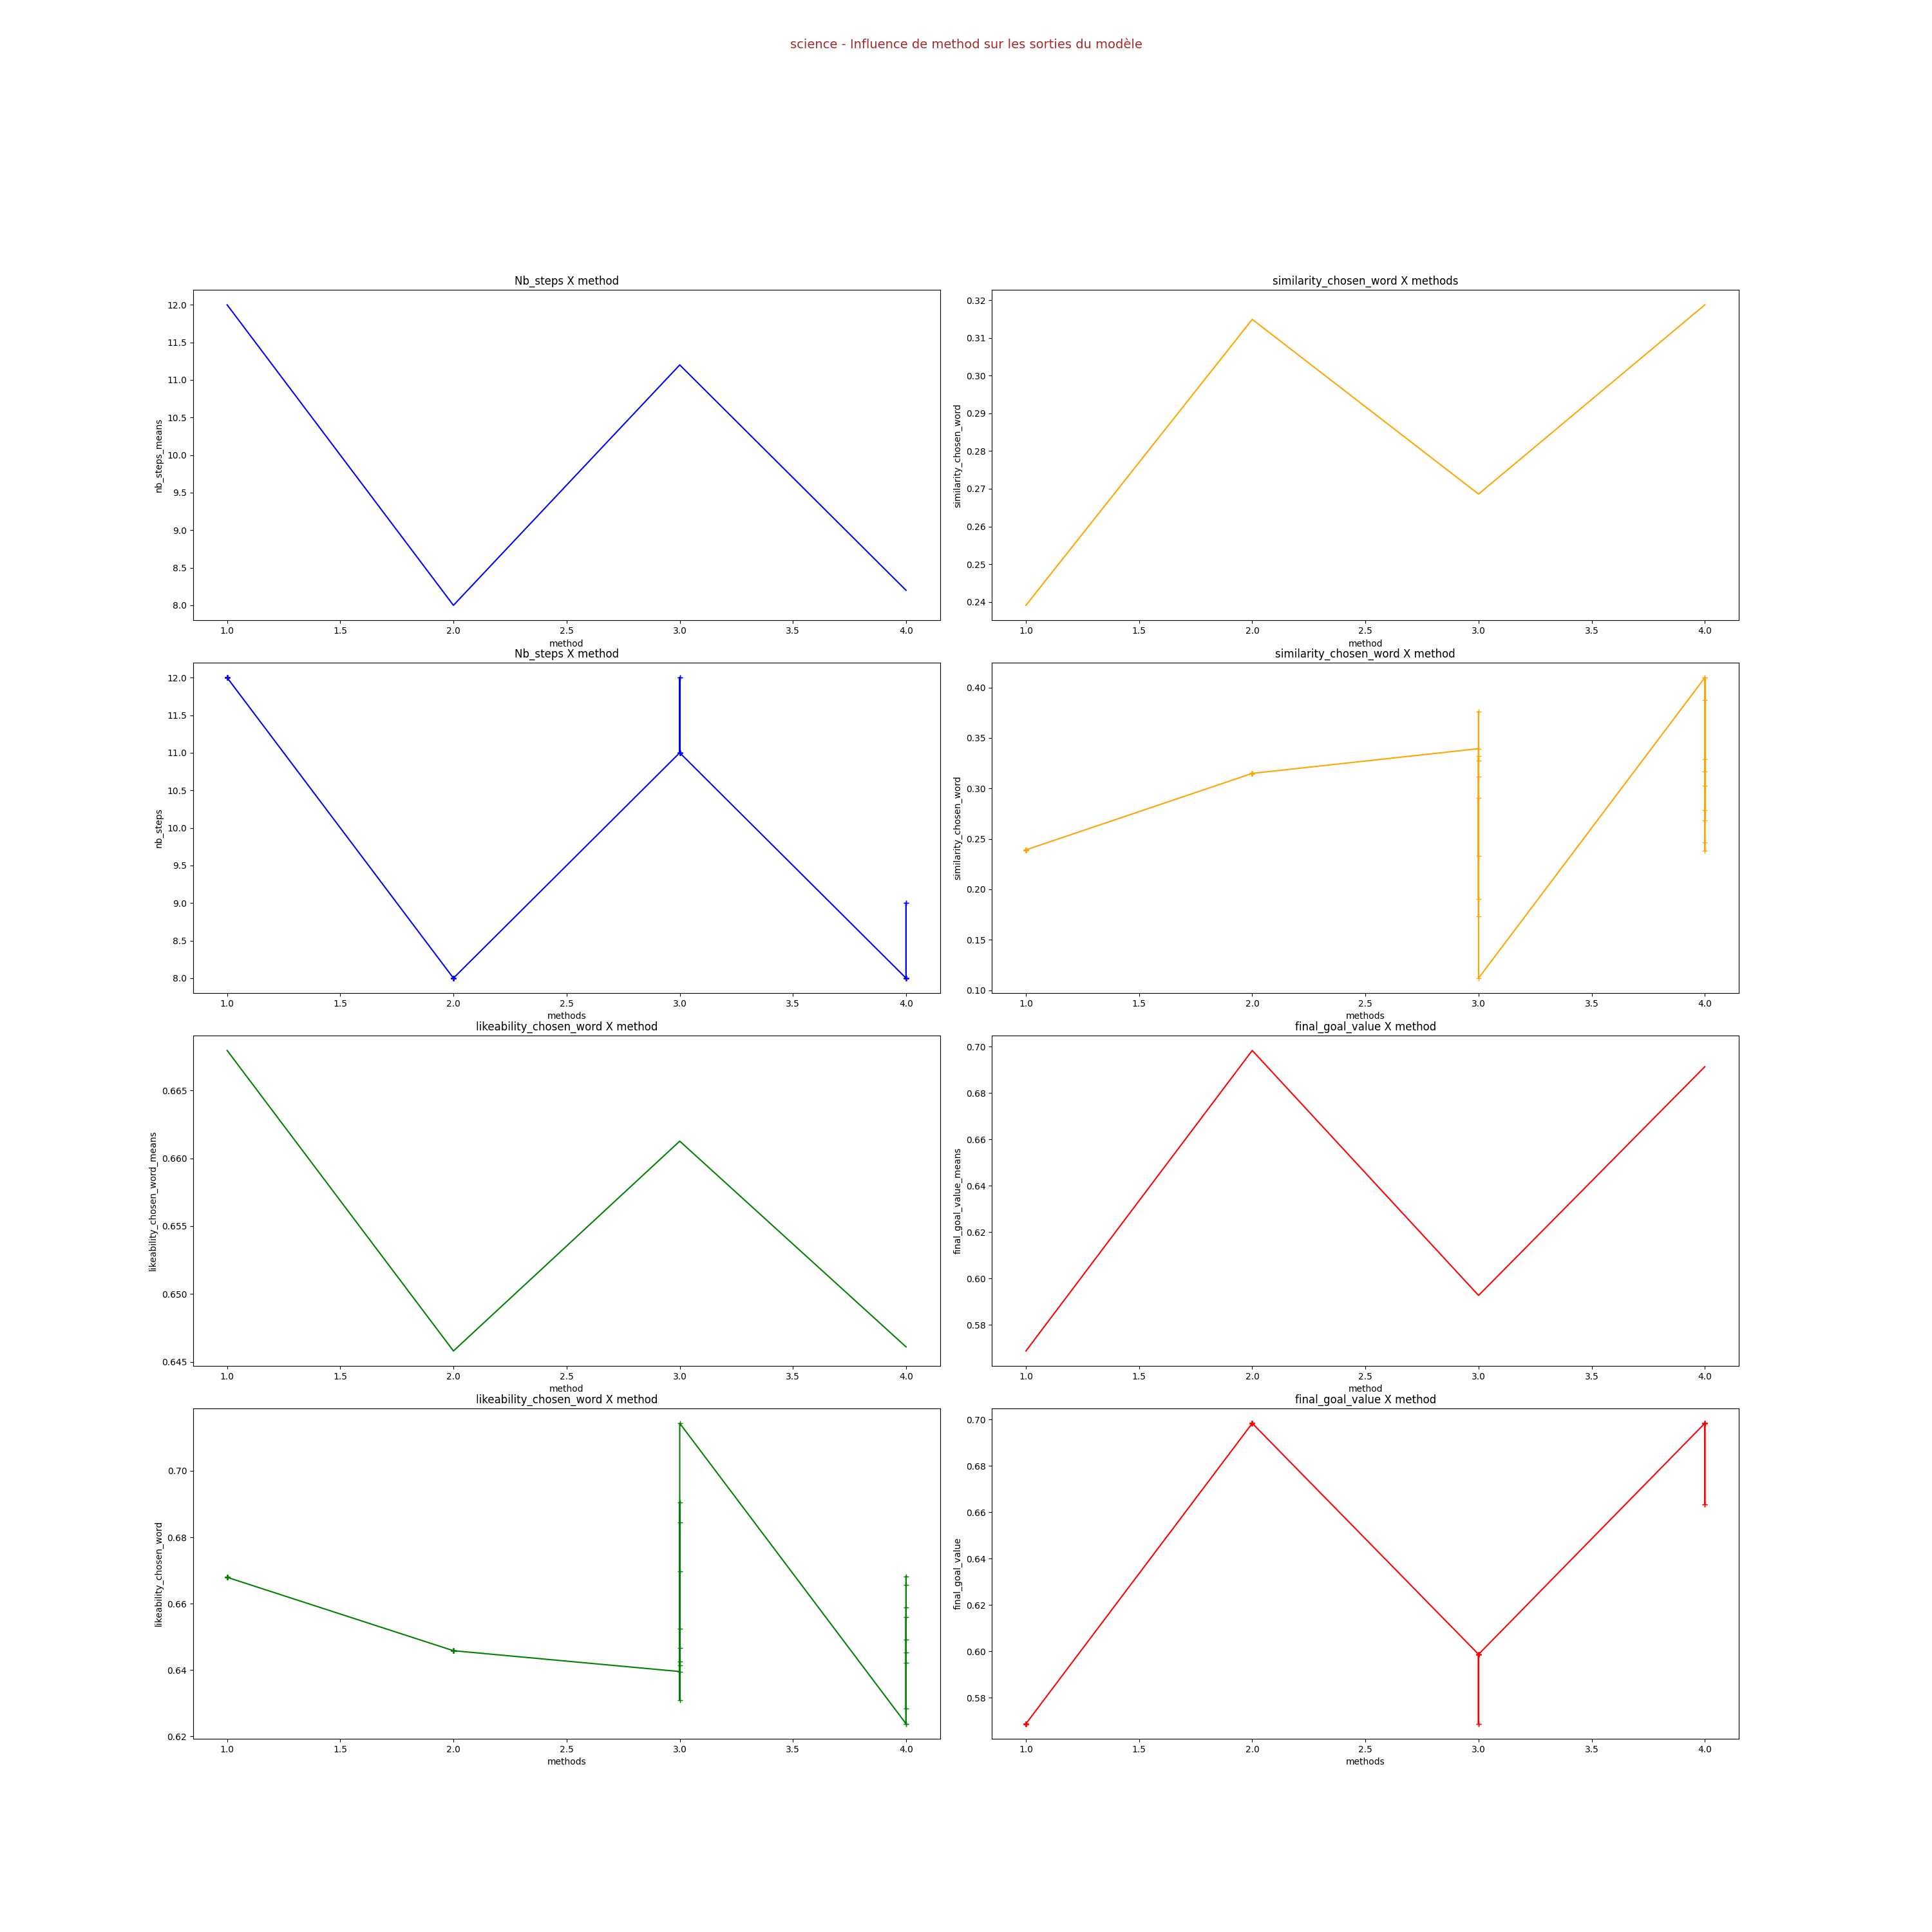 science - Influence de method sur les sorties du modèle
Nb_steps X method
12.0
11.5
11.0
10.5
10.0
9.5
9.0
8.5
8.0
nb_steps_means
1.0 1.5 2.0 2.5 3.0 3.5 4.0
method
similarity_chosen_word X methods
0.32
0.31
0.30
0.29
0.28
0.27
0.26
0.25
0.24
similarity_chosen_word
1.0 1.5 2.0 2.5 3.0 3.5 4.0
method
Nb_steps X method
12.0
11.5
11.0
10.5
10.0
9.5
9.0
8.5
8.0
nb_steps
1.0 1.5 2.0 2.5 3.0 3.5 4.0
methods
similarity_chosen_word X method
0.40
0.35
0.30
0.25
0.20
0.15
0.10
similarity_chosen_word
1.0 1.5 2.0 2.5 3.0 3.5 4.0
methods
likeability_chosen_word X method
0.665
0.660
0.655
0.650
0.645
likeability_chosen_word_means
1.0 1.5 2.0 2.5 3.0 3.5 4.0
method
final_goal_value X method
0.70
0.68
0.66
0.64
0.62
0.60
0.58
final_goal_value_means
1.0 1.5 2.0 2.5 3.0 3.5 4.0
method
likeability_chosen_word X method
0.70
0.68
0.66
0.64
0.62
likeability_chosen_word
1.0 1.5 2.0 2.5 3.0 3.5 4.0
methods
final_goal_value X method
0.70
0.68
0.66
0.64
0.62
0.60
0.58
final_goal_value
1.0 1.5 2.0 2.5 3.0 3.5 4.0
methods